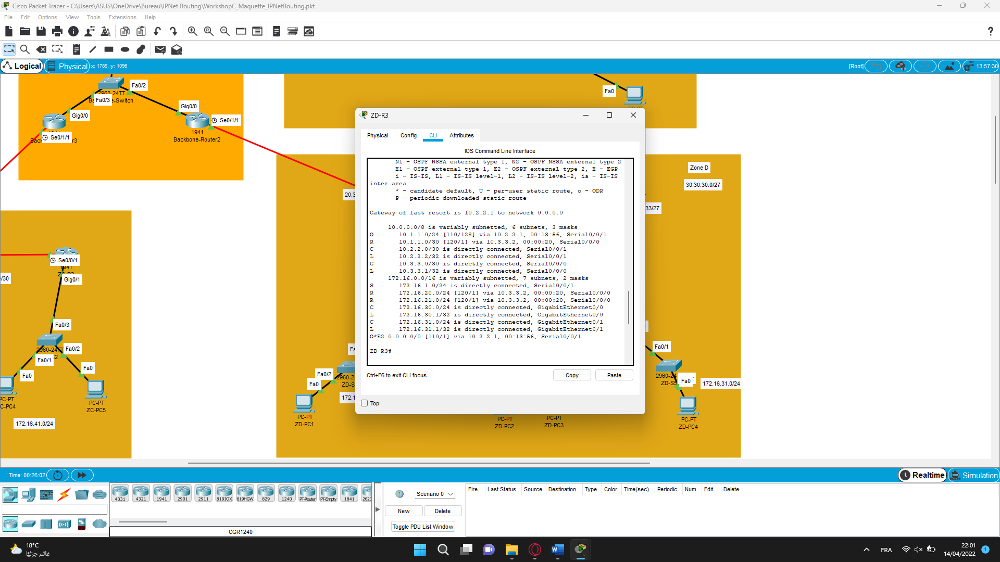 Cisco Packet Tracer - C:\Users\ASUS\OneDrive\Bureau\IPNet Routing\WorkshopC_Maquette_IPNetRouting.pkt
File Edit Options View Tools Extensions Help
Logical Physical x: 1789, y: 1096 [Root] 13:57:30
Fa0/2
2960-24TT
Fa0/3
-Switch
Gig0/0
Gig0/0
Se0/1/1
1941
Backbone-Router2
Se0/1/1
Fa0
Zone D
30.30.30.0/27
33/27
20.3
Se0/0/1
1941
/30
Gig0/1
Fa0/3
2960-24TT
Fa0/2
Fa0/1
Fa0
Fa0
PC-PT
C-PC4
PC-PT
ZC-PC5
172.16.41.0/24
Fa0/2
Fa0
2960-2
ZD-S
172.1
PC-PT
ZD-PC1
PC-PT
ZD-PC2
PC-PT
ZD-PC3
Fa0/1
2960-24
ZD-S5
Fa0
172.16.31.0/24
PC-PT
ZD-PC4
ZD-R3
Physical Config CLI Attributes
IOS Command Line Interface
N1 - OSPF NSSA external type 1, N2 - OSPF NSSA external type 2
E1 - OSPF external type 1, E2 - OSPF external type 2, E - EGP
i - IS-IS, L1 - IS-IS level-1, L2 - IS-IS level-2, ia - IS-IS
inter area
* - candidate default, U - per-user static route, o - ODR
P - periodic downloaded static route
Gateway of last resort is 10.2.2.1 to network 0.0.0.0
10.0.0.0/8 is variably subnetted, 6 subnets, 3 masks
O 10.1.1.0/24 [110/128] via 10.2.2.1, 00:13:56, Serial0/0/1
R 10.1.1.0/30 [120/1] via 10.3.3.2, 00:00:20, Serial0/0/0
C 10.2.2.0/30 is directly connected, Serial0/0/1
L 10.2.2.2/32 is directly connected, Serial0/0/1
C 10.3.3.0/30 is directly connected, Serial0/0/0
L 10.3.3.1/32 is directly connected, Serial0/0/0
172.16.0.0/16 is variably subnetted, 7 subnets, 2 masks
S 172.16.1.0/24 is directly connected, Serial0/0/1
R 172.16.20.0/24 [120/1] via 10.3.3.2, 00:00:20, Serial0/0/0
R 172.16.21.0/24 [120/1] via 10.3.3.2, 00:00:20, Serial0/0/0
C 172.16.30.0/24 is directly connected, GigabitEthernet0/0
L 172.16.30.1/32 is directly connected, GigabitEthernet0/0
C 172.16.31.0/24 is directly connected, GigabitEthernet0/1
L 172.16.31.1/32 is directly connected, GigabitEthernet0/1
O*E2 0.0.0.0/0 [110/1] via 10.2.2.1, 00:13:56, Serial0/0/1
ZD-R3#
Ctrl+F6 to exit CLI focus
Copy Paste
Top
Time: 00:26:02
Realtime Simulation
4331 4321 1941 2901 2911 819IOX 819HGW 829 1240 PT-Router PT-Empty 1841 2620
CGR1240
Scenario 0
New Delete
Toggle PDU List Window
Fire Last Status Source Destination Type Color Time(sec) Periodic Num Edit Delete
18°C
غائم جزئيًا
FRA
22:01
14/04/2022
1